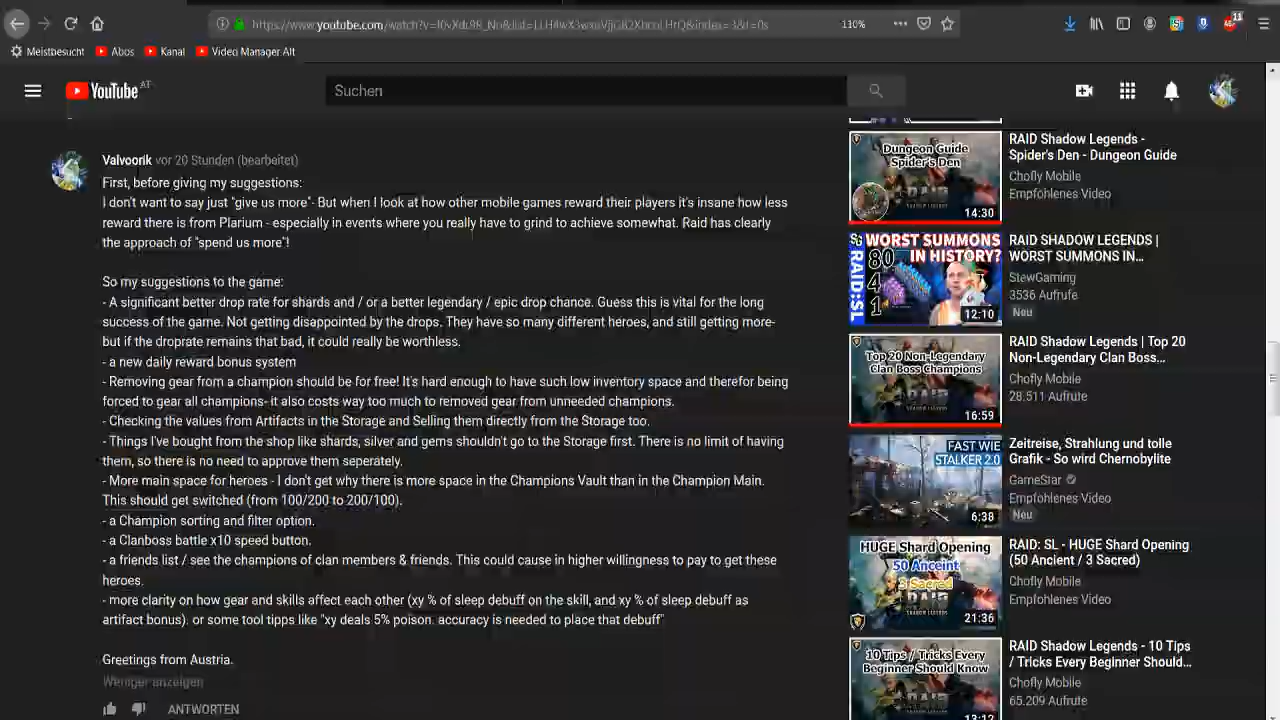 110%
11
Meistbesucht
Abos
Kanal
Video Manager Alt
YouTube AT
Suchen
Valvoorik vor 20 Stunden (bearbeitet)
First, before giving my suggestions:
I don't want to say just "give us more"- But when I look at how other mobile games reward their players it's insane how less
reward there is from Plarium- especially in events where you really have to grind to achieve somewhat. Raid has clearly
the approach of "spend us more"!
So my suggestions to the game:
- A significant better drop rate for shards and / or a better legendary / epic drop chance. Guess this is vital for the long
success of the game. Not getting disappointed by the drops. They have so many different heroes, and still getting more-
but if the droprate remains that bad, it could really be worthless.
- a new daily reward bonus system
- Removing gear from a champion should be for free! It's hard enough to have such low inventory space and therefor being
forced to gear all champions- it also costs way too much to removed gear from unneeded champions.
- Checking the values from Artifacts in the Storage and Selling them directly from the Storage too.
- Things I've bought from the shop like shards, silver and gems shouldn't go to the Storage first. There is no limit of having
them, so there is no need to approve them seperately.
- More main space for heroes - I don't get why there is more space in the Champions Vault than in the Champion Main.
This should get switched (from 100/200 to 200/100).
- a Champion sorting and filter option.
- a Clanboss battle x10 speed button.
- a friends list / see the champions of clan members & friends. This could cause in higher willingness to pay to get these
heroes.
- more clarity on how gear and skills affect each other (xy % of sleep debuff on the skill, and xy % of sleep debuff as
artifact bonus). or some tool tipps like "xy deals 5% poison. accuracy is needed to place that debuff"
Greetings from Austria.
Weniger anzeigen
ANTWORTEN
Dungeon Guide
Spider's Den
14:30
RAID Shadow Legends -
Spider's Den - Dungeon Guide
Chofly Mobile
Empfohlenes Video
SG WORST SUMMONS
IN HISTORY?
RAID:SL
80
4
1
12:10
RAID SHADOW LEGENDS |
WORST SUMMONS IN...
StewGaming
3536 Aufrufe
Neu
Top 20 Non-Legendary
Clan Boss Champions
RAID
16:59
RAID Shadow Legends | Top 20
Non-Legendary Clan Boss...
Chofly Mobile
28.511 Aufrufe
FAST WIE
STALKER 2.0
6:38
Zeitreise, Strahlung und tolle
Grafik - So wird Chernobylite
GameStar
Empfohlenes Video
Neu
HUGE Shard Opening
50 Anceint
3 Sacred
RAID
SHADOW LEGENDS
21:36
RAID: SL - HUGE Shard Opening
(50 Ancient / 3 Sacred)
Chofly Mobile
Empfohlenes Video
10 Tips / Tricks Every
Beginner Should Know
RAID
SHADOW LEGENDS
13:12
RAID Shadow Legends - 10 Tips
/ Tricks Every Beginner Should...
Chofly Mobile
65.209 Aufrufe